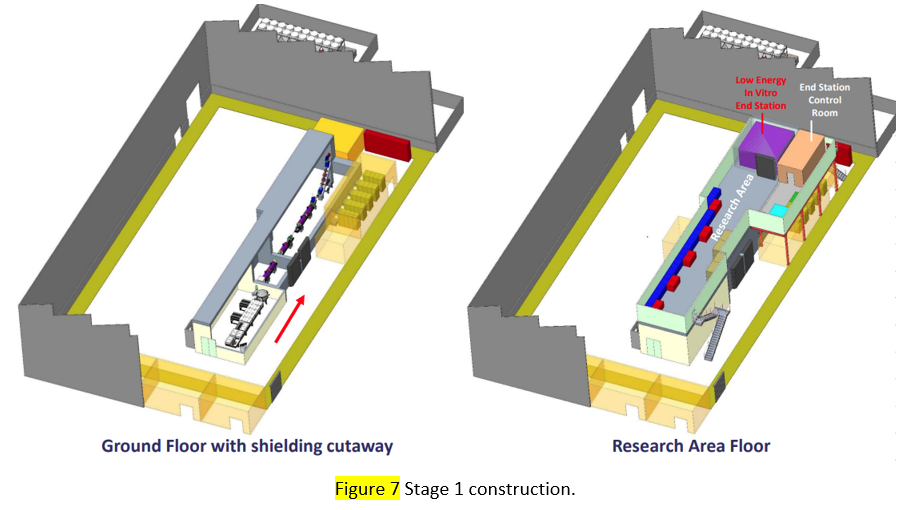 Low Energy
In Vitro
End Station
End Station
Control
Room
Research Area
Ground Floor with shielding cutaway
Research Area Floor
Figure 7 Stage 1 construction.